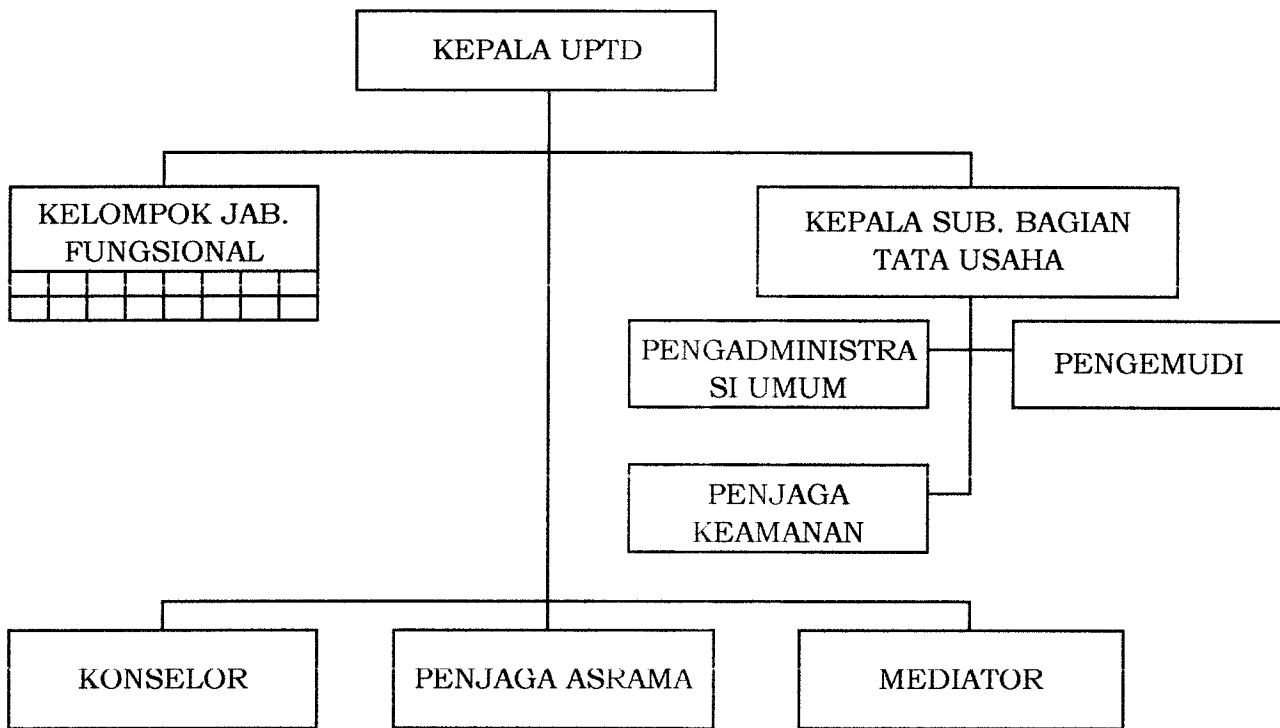 KEPALA UPTD
KELOMPOK JAB.
FUNGSIONAL
KEPALA SUB. BAGIAN
TATA USAHA
PENGADMINISTRA
SI UMUM
PENGEMUDI
PENJAGA
KEAMANAN
KONSELOR
PENJAGA ASRAMA
MEDIATOR